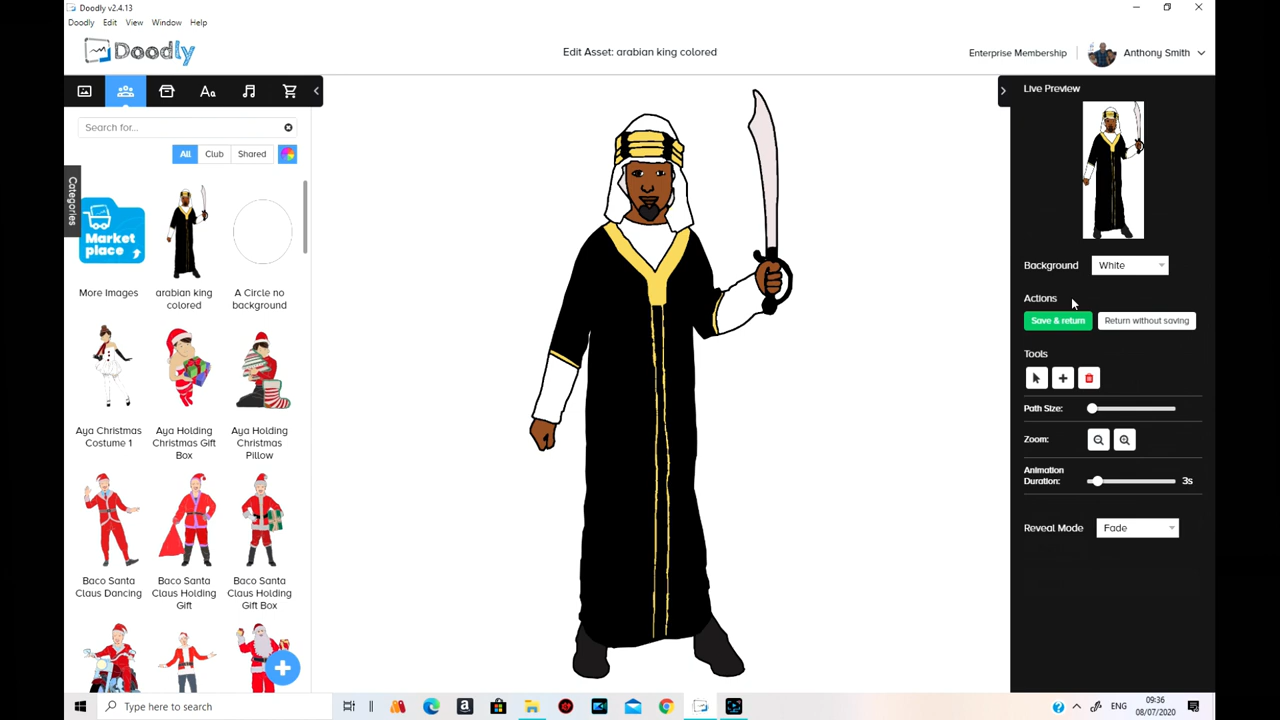 Doodly v2.4.13
Doodly Edit View Window Help
Doodly
Edit Asset: arabian king colored
Enterprise Membership
Anthony Smith
Aa
Search for...
All Club Shared
Categories
Market place
More Images
arabian king colored
A Circle no background
Aya Christmas Costume 1
Aya Holding Christmas Gift Box
Aya Holding Christmas Pillow
Baco Santa Claus Dancing
Baco Santa Claus Holding Gift
Baco Santa Claus Holding Gift Box
Live Preview
Background White
Actions
Save & return Return without saving
Tools
Path Size:
Zoom:
Animation Duration: 3s
Reveal Mode Fade
Type here to search
ENG
09:36
08/07/2020